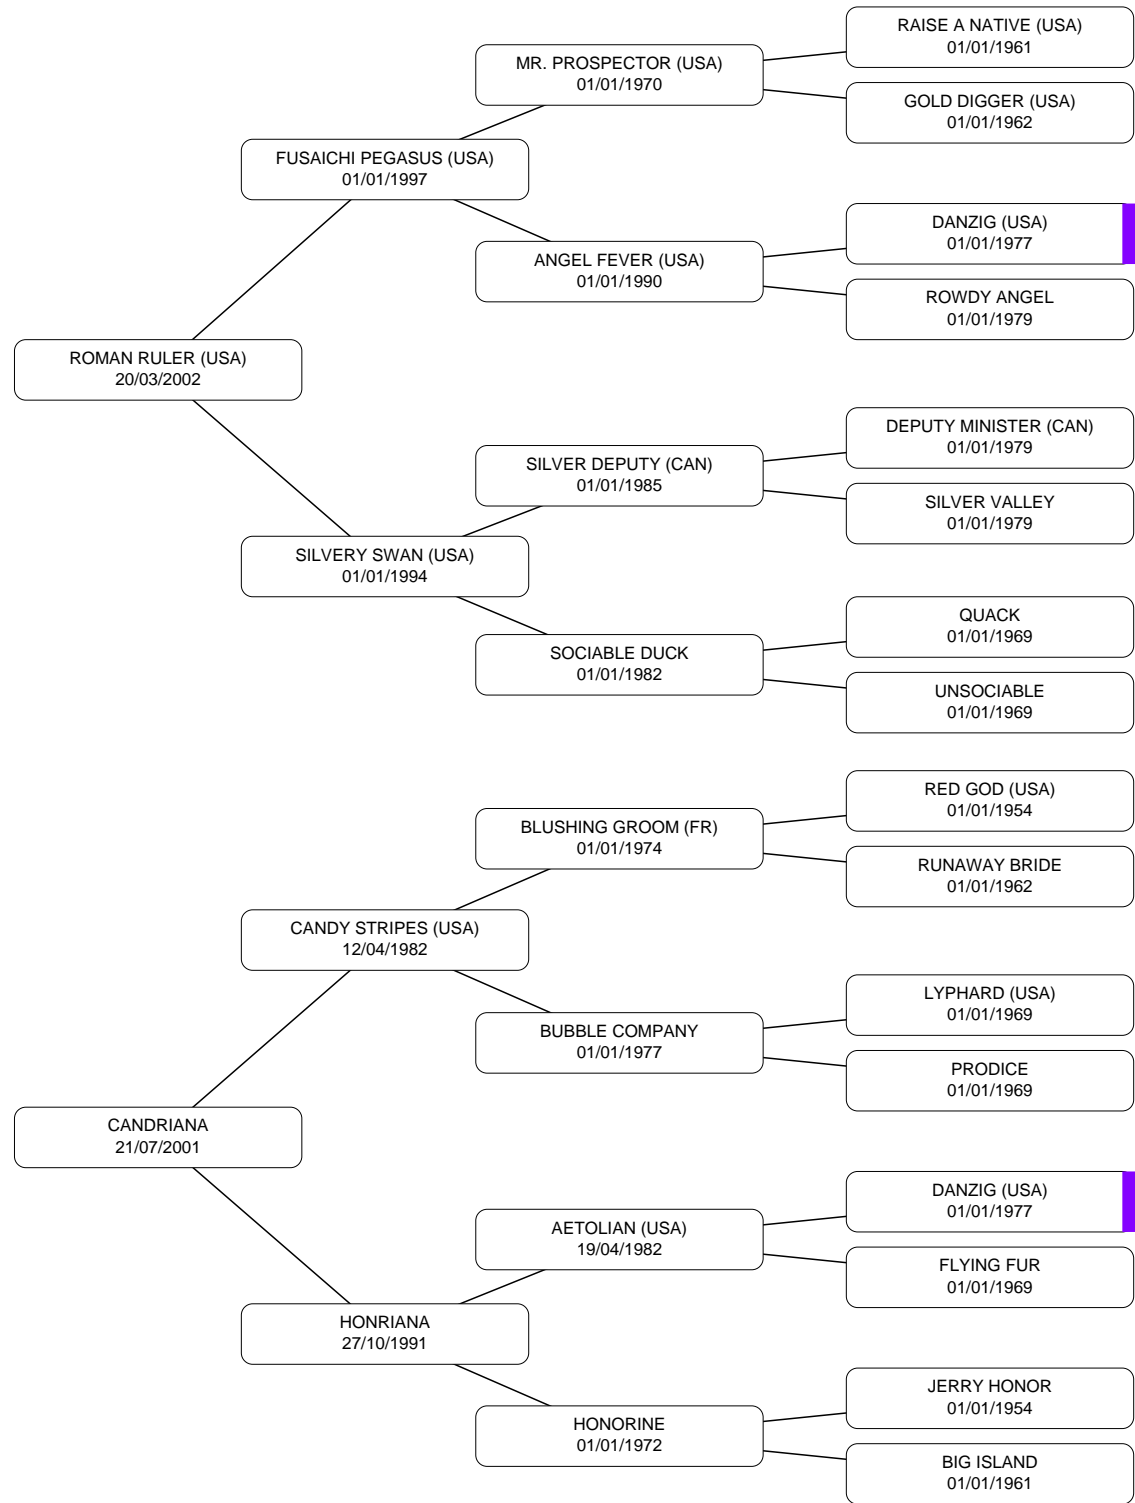 RAISE A NATIVE (USA)
01/01/1961
MR. PROSPECTOR (USA)
01/01/1970
GOLD DIGGER (USA)
01/01/1962
FUSAICHI PEGASUS (USA)
01/01/1997
DANZIG (USA)
01/01/1977
ANGEL FEVER (USA)
01/01/1990
ROWDY ANGEL
01/01/1979
ROMAN RULER (USA)
20/03/2002
DEPUTY MINISTER (CAN)
01/01/1979
SILVER DEPUTY (CAN)
01/01/1985
SILVER VALLEY
01/01/1979
SILVERY SWAN (USA)
01/01/1994
QUACK
01/01/1969
SOCIABLE DUCK
01/01/1982
UNSOCIABLE
01/01/1969
RED GOD (USA)
01/01/1954
BLUSHING GROOM (FR)
01/01/1974
RUNAWAY BRIDE
01/01/1962
CANDY STRIPES (USA)
12/04/1982
LYPHARD (USA)
01/01/1969
BUBBLE COMPANY
01/01/1977
PRODICE
01/01/1969
CANDRIANA
21/07/2001
DANZIG (USA)
01/01/1977
AETOLIAN (USA)
19/04/1982
FLYING FUR
01/01/1969
HONRIANA
27/10/1991
JERRY HONOR
01/01/1954
HONORINE
01/01/1972
BIG ISLAND
01/01/1961